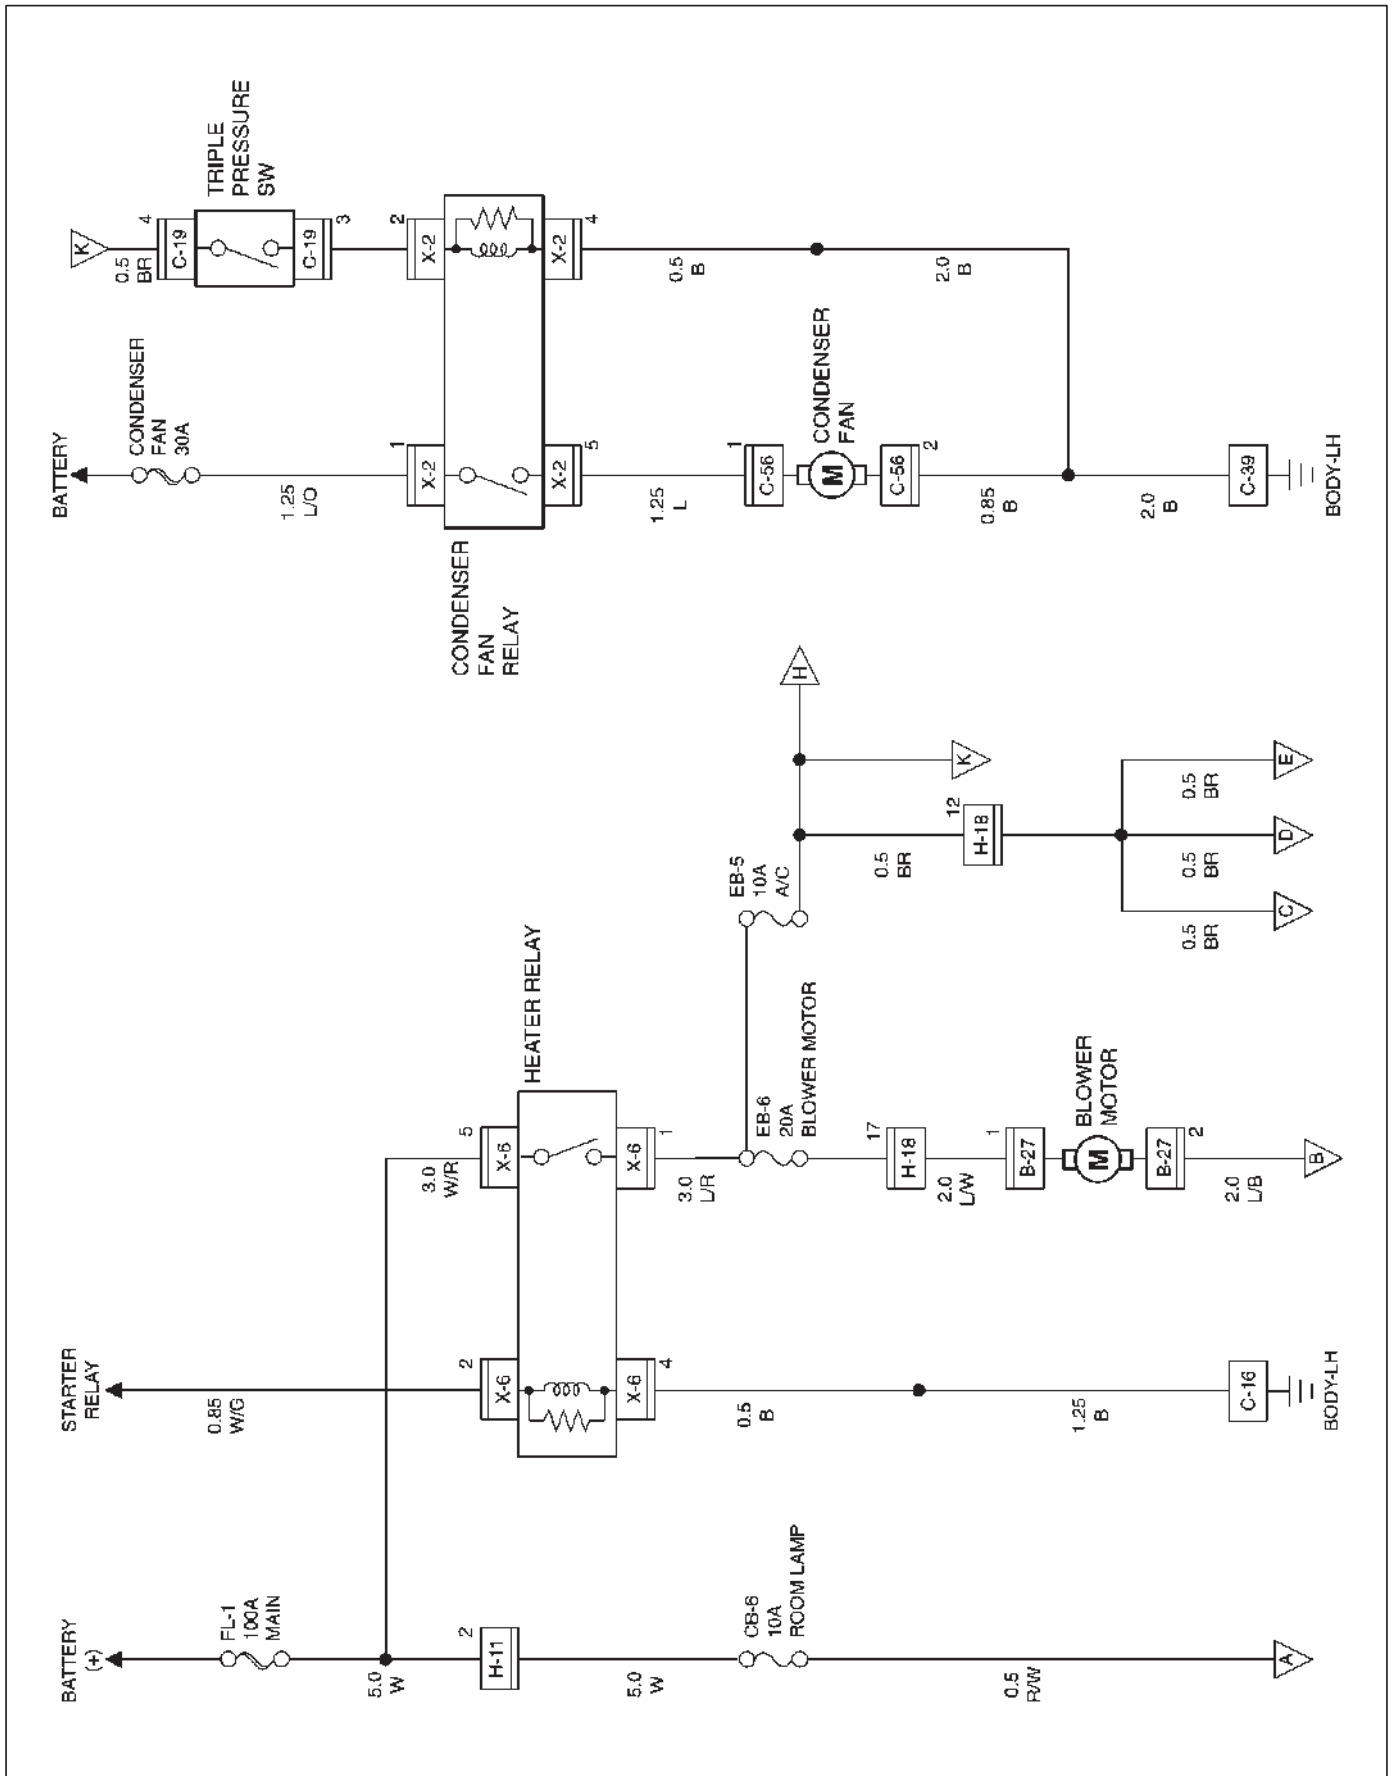 BATTERY
(+)
FL-1
100A
MAIN
5.0
W
2
H-11
5.0
W
CB-6
10A
ROOM LAMP
0.5
R/W
A
STARTER
RELAY
0.85
W/G
3.0
W/R
2
X-6
5
X-6
HEATER RELAY
X-6
4
X-6
1
0.5
B
1.25
B
C-16
BODY-LH
3.0
L/R
EB-6
20A
BLOWER MOTOR
17
H-18
2.0
L/W
1
B-27
M
BLOWER
MOTOR
B-27
2
2.0
L/B
B
EB-5
10A
A/C
H
K
0.5
BR
12
H-18
0.5
BR
C
0.5
BR
D
0.5
BR
E
BATTERY
CONDENSER
FAN
30A
1.25
L/O
1
X-2
CONDENSER
FAN
RELAY
X-2
5
1.25
L
1
C-56
M
CONDENSER
FAN
C-56
2
0.85
B
2.0
B
C-39
BODY-LH
K
0.5
BR
4
C-19
TRIPLE
PRESSURE
SW
C-19
3
2
X-2
X-2
4
0.5
B
2.0
B